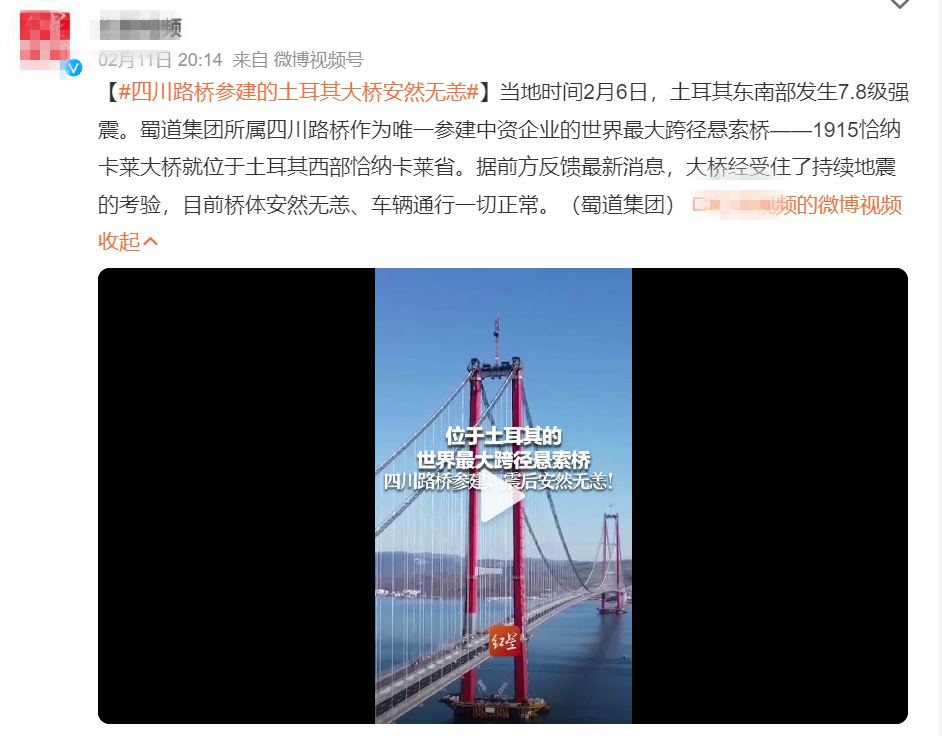 02月11日 20:14 来自 微博视频号
【#四川路桥参建的土耳其大桥安然无恙#】当地时间2月6日，土耳其东南部发生7.8级强
震。蜀道集团所属四川路桥作为唯一参建中资企业的世界最大跨径悬索桥——1915恰纳
卡莱大桥就位于土耳其西部恰纳卡莱省。据前方反馈最新消息，大桥经受住了持续地震
的考验，目前桥体安然无恙、车辆通行一切正常。（蜀道集团） 视频的微博视频
收起
位于土耳其的
世界最大跨径悬索桥
四川路桥参建、震后安然无恙！
红星